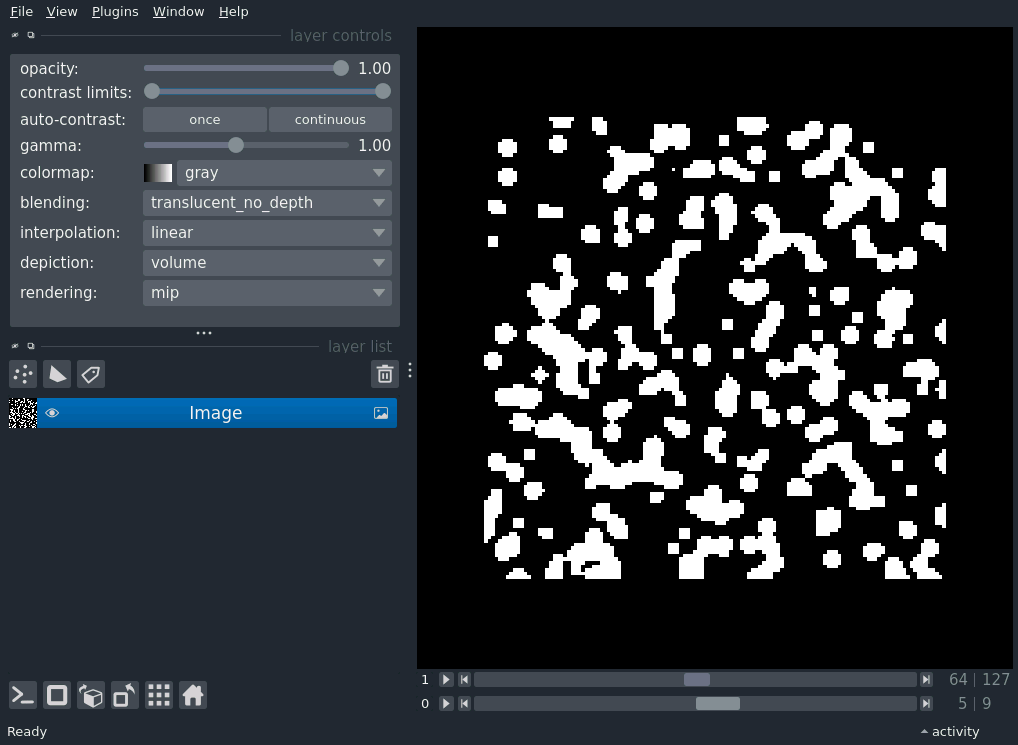 File View Plugins Window Help
layer controls
opacity: 1.00
contrast limits:
auto-contrast: once continuous
gamma: 1.00
colormap: gray
blending: translucent_no_depth
interpolation: linear
depiction: volume
rendering: mip
layer list
Image
1 64 | 127
0 5 | 9
Ready activity